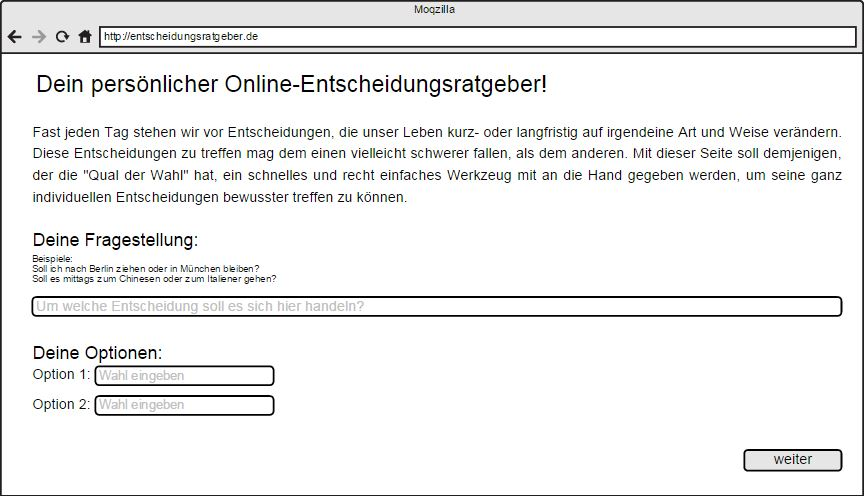 Moqzilla
http://entscheidungsratgeber.de
Dein persönlicher Online-Entscheidungsratgeber!
Fast jeden Tag stehen wir vor Entscheidungen, die unser Leben kurz- oder langfristig auf irgendeine Art und Weise verändern.
Diese Entscheidungen zu treffen mag dem einen vielleicht schwerer fallen, als dem anderen. Mit dieser Seite soll demjenigen,
der die "Qual der Wahl" hat, ein schnelles und recht einfaches Werkzeug mit an die Hand gegeben werden, um seine ganz
individuellen Entscheidungen bewusster treffen zu können.
Deine Fragestellung:
Beispiele:
Soll ich nach Berlin ziehen oder in München bleiben?
Soll es mittags zum Chinesen oder zum Italiener gehen?
Um welche Entscheidung soll es sich hier handeln?
Deine Optionen:
Option 1: Wahl eingeben
Option 2: Wahl eingeben
weiter